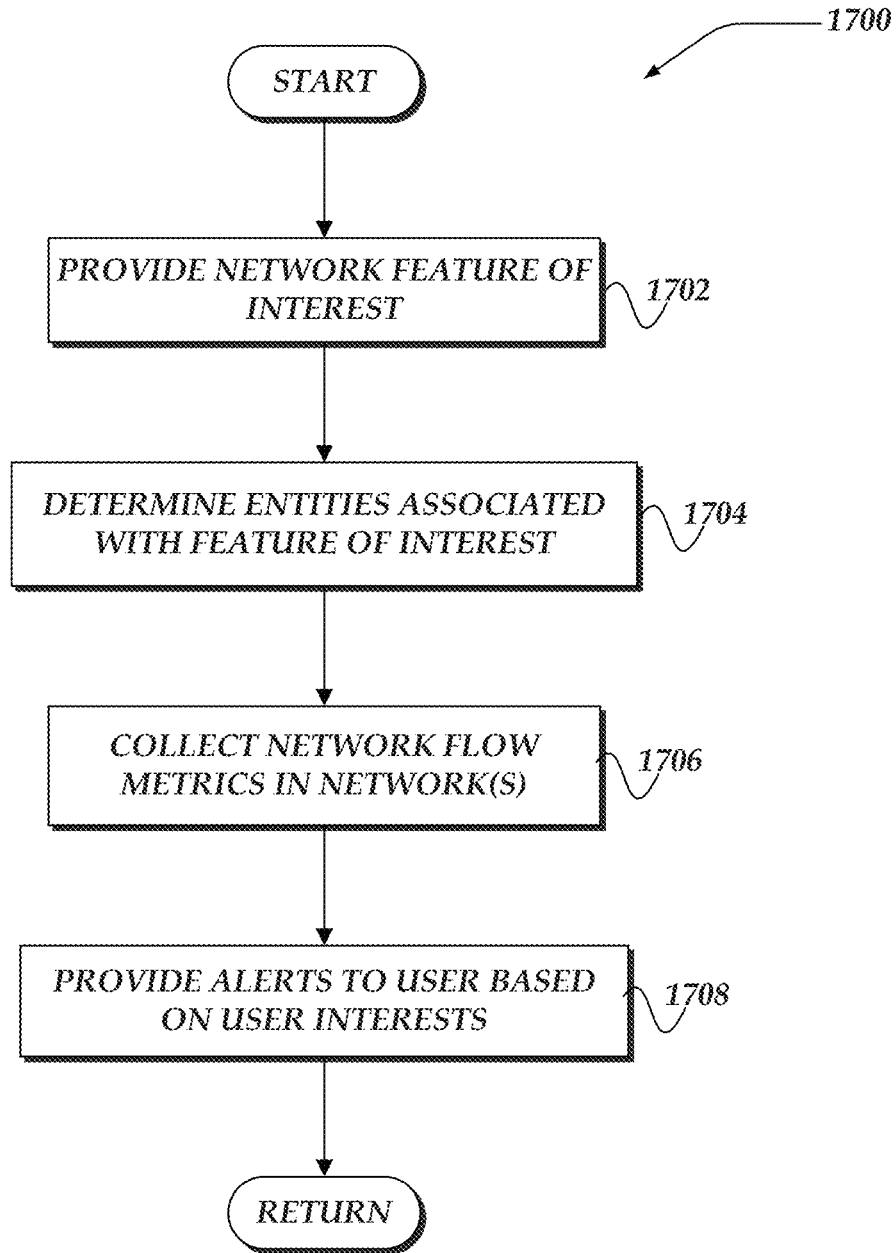 1700
START
PROVIDE NETWORK FEATURE OF
INTEREST
1702
DETERMINE ENTITIES ASSOCIATED
WITH FEATURE OF INTEREST
1704
COLLECT NETWORK FLOW
METRICS IN NETWORK(S)
1706
PROVIDE ALERTS TO USER BASED
ON USER INTERESTS
1708
RETURN